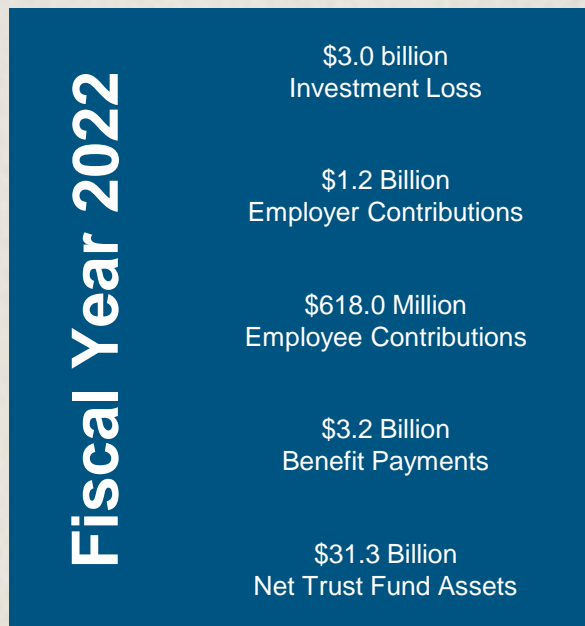 Fiscal Year 2022
$3.0 billion
Investment Loss
$1.2 Billion
Employer Contributions
$618.0 Million
Employee Contributions
$3.2 Billion
Benefit Payments
$31.3 Billion
Net Trust Fund Assets